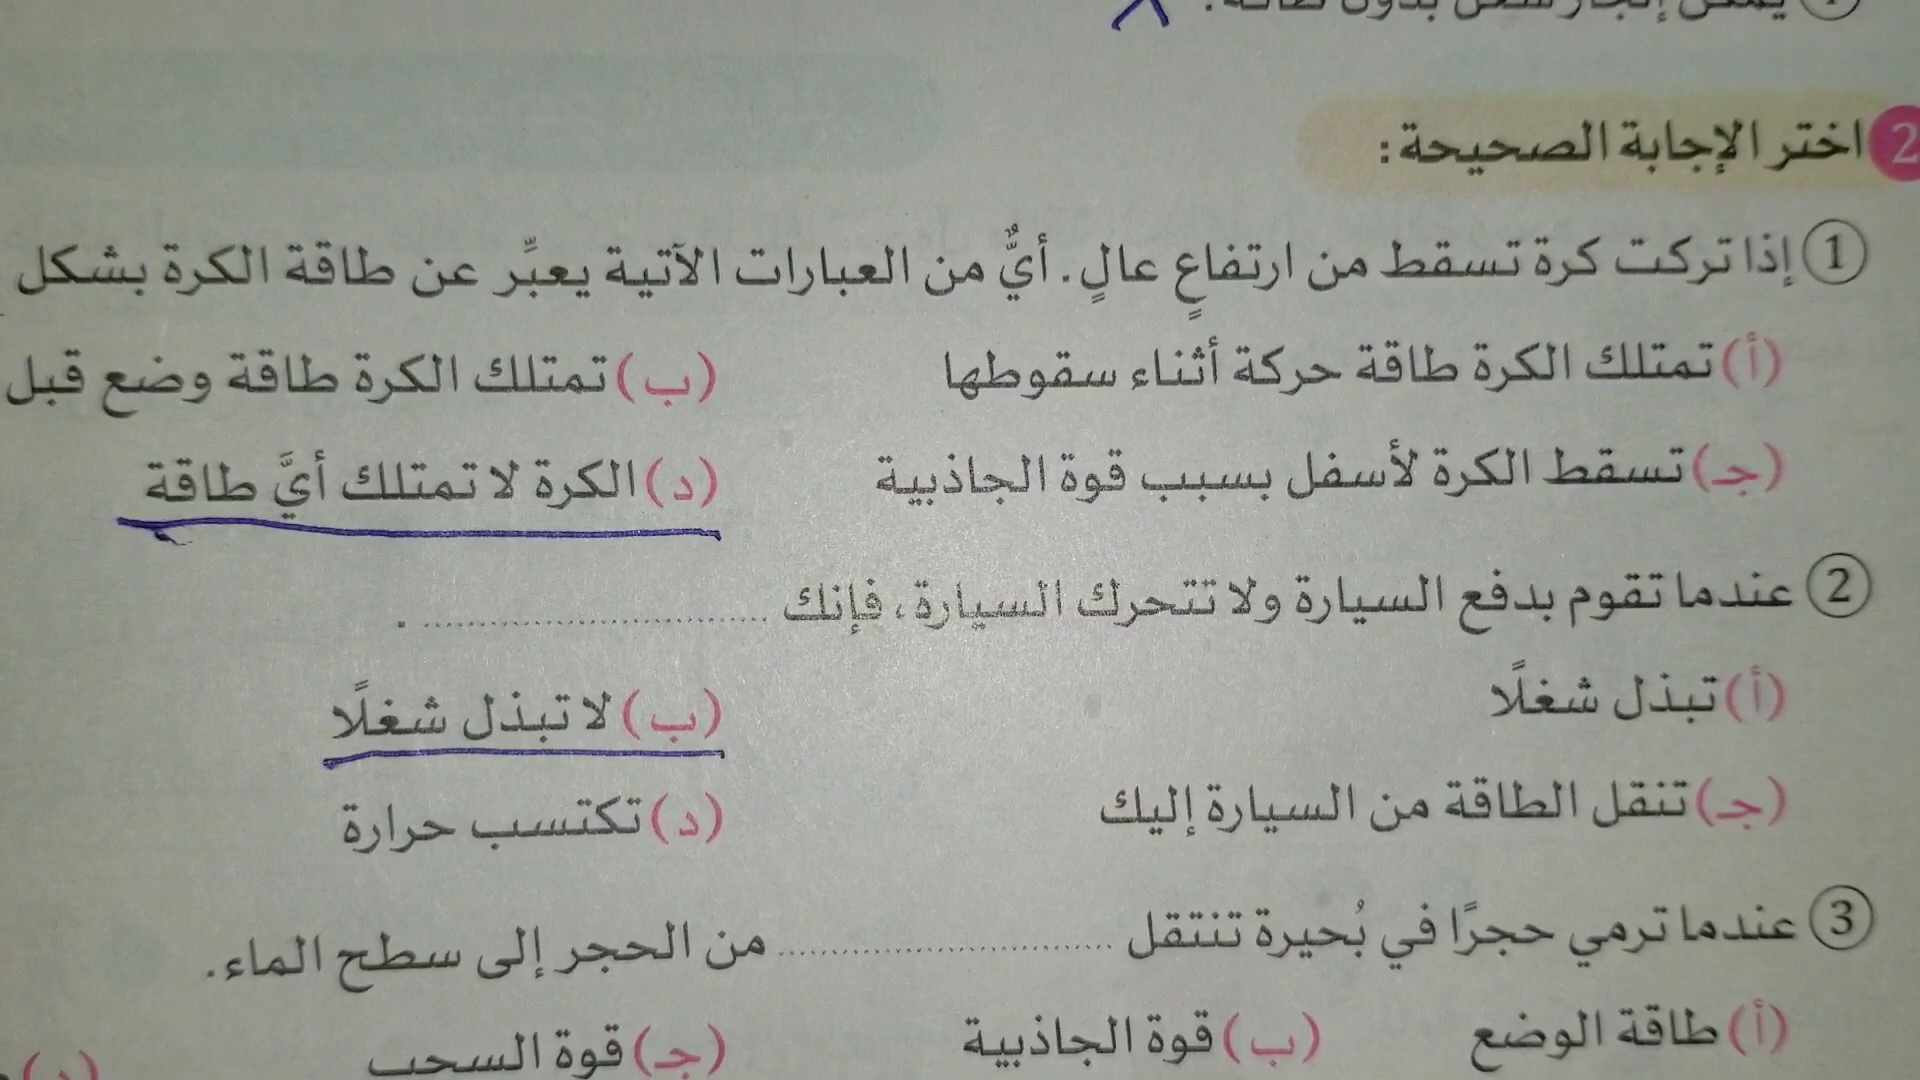 2 اختر الإجابة الصحيحة:
1 إذا تركت كرة تسقط من ارتفاعٍ عالٍ. أيٌّ من العبارات الآتية يعبِّر عن طاقة الكرة بشكل
(أ) تمتلك الكرة طاقة حركة أثناء سقوطها (ب) تمتلك الكرة طاقة وضع قبل
(جـ) تسقط الكرة لأسفل بسبب قوة الجاذبية (د) الكرة لا تمتلك أيَّ طاقة
2 عندما تقوم بدفع السيارة ولا تتحرك السيارة، فإنك ........................... .
(أ) تبذل شغلًا (ب) لا تبذل شغلًا
(جـ) تنقل الطاقة من السيارة إليك (د) تكتسب حرارة
3 عندما ترمي حجرًا في بُحيرة تنتقل ........................... من الحجر إلى سطح الماء.
(أ) طاقة الوضع (ب) قوة الجاذبية (جـ) قوة السحب